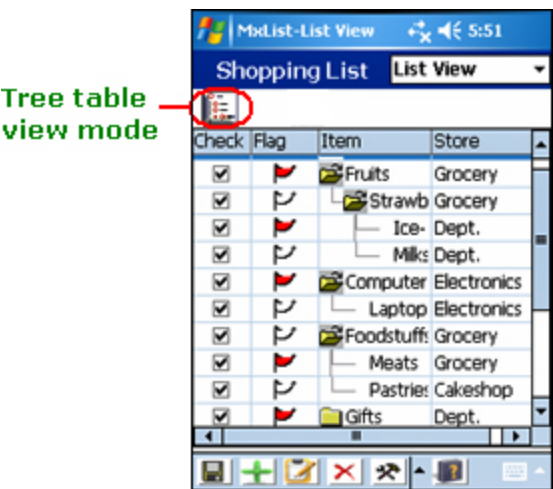 MxList-List View 5:51
Shopping List List View
Tree table
view mode
Check Flag Item Store
Fruits Grocery
Strawb Grocery
Ice- Dept.
Milks Dept.
Computer Electronics
Laptop Electronics
Foodstuffs Grocery
Meats Grocery
Pastries Cakeshop
Gifts Dept.